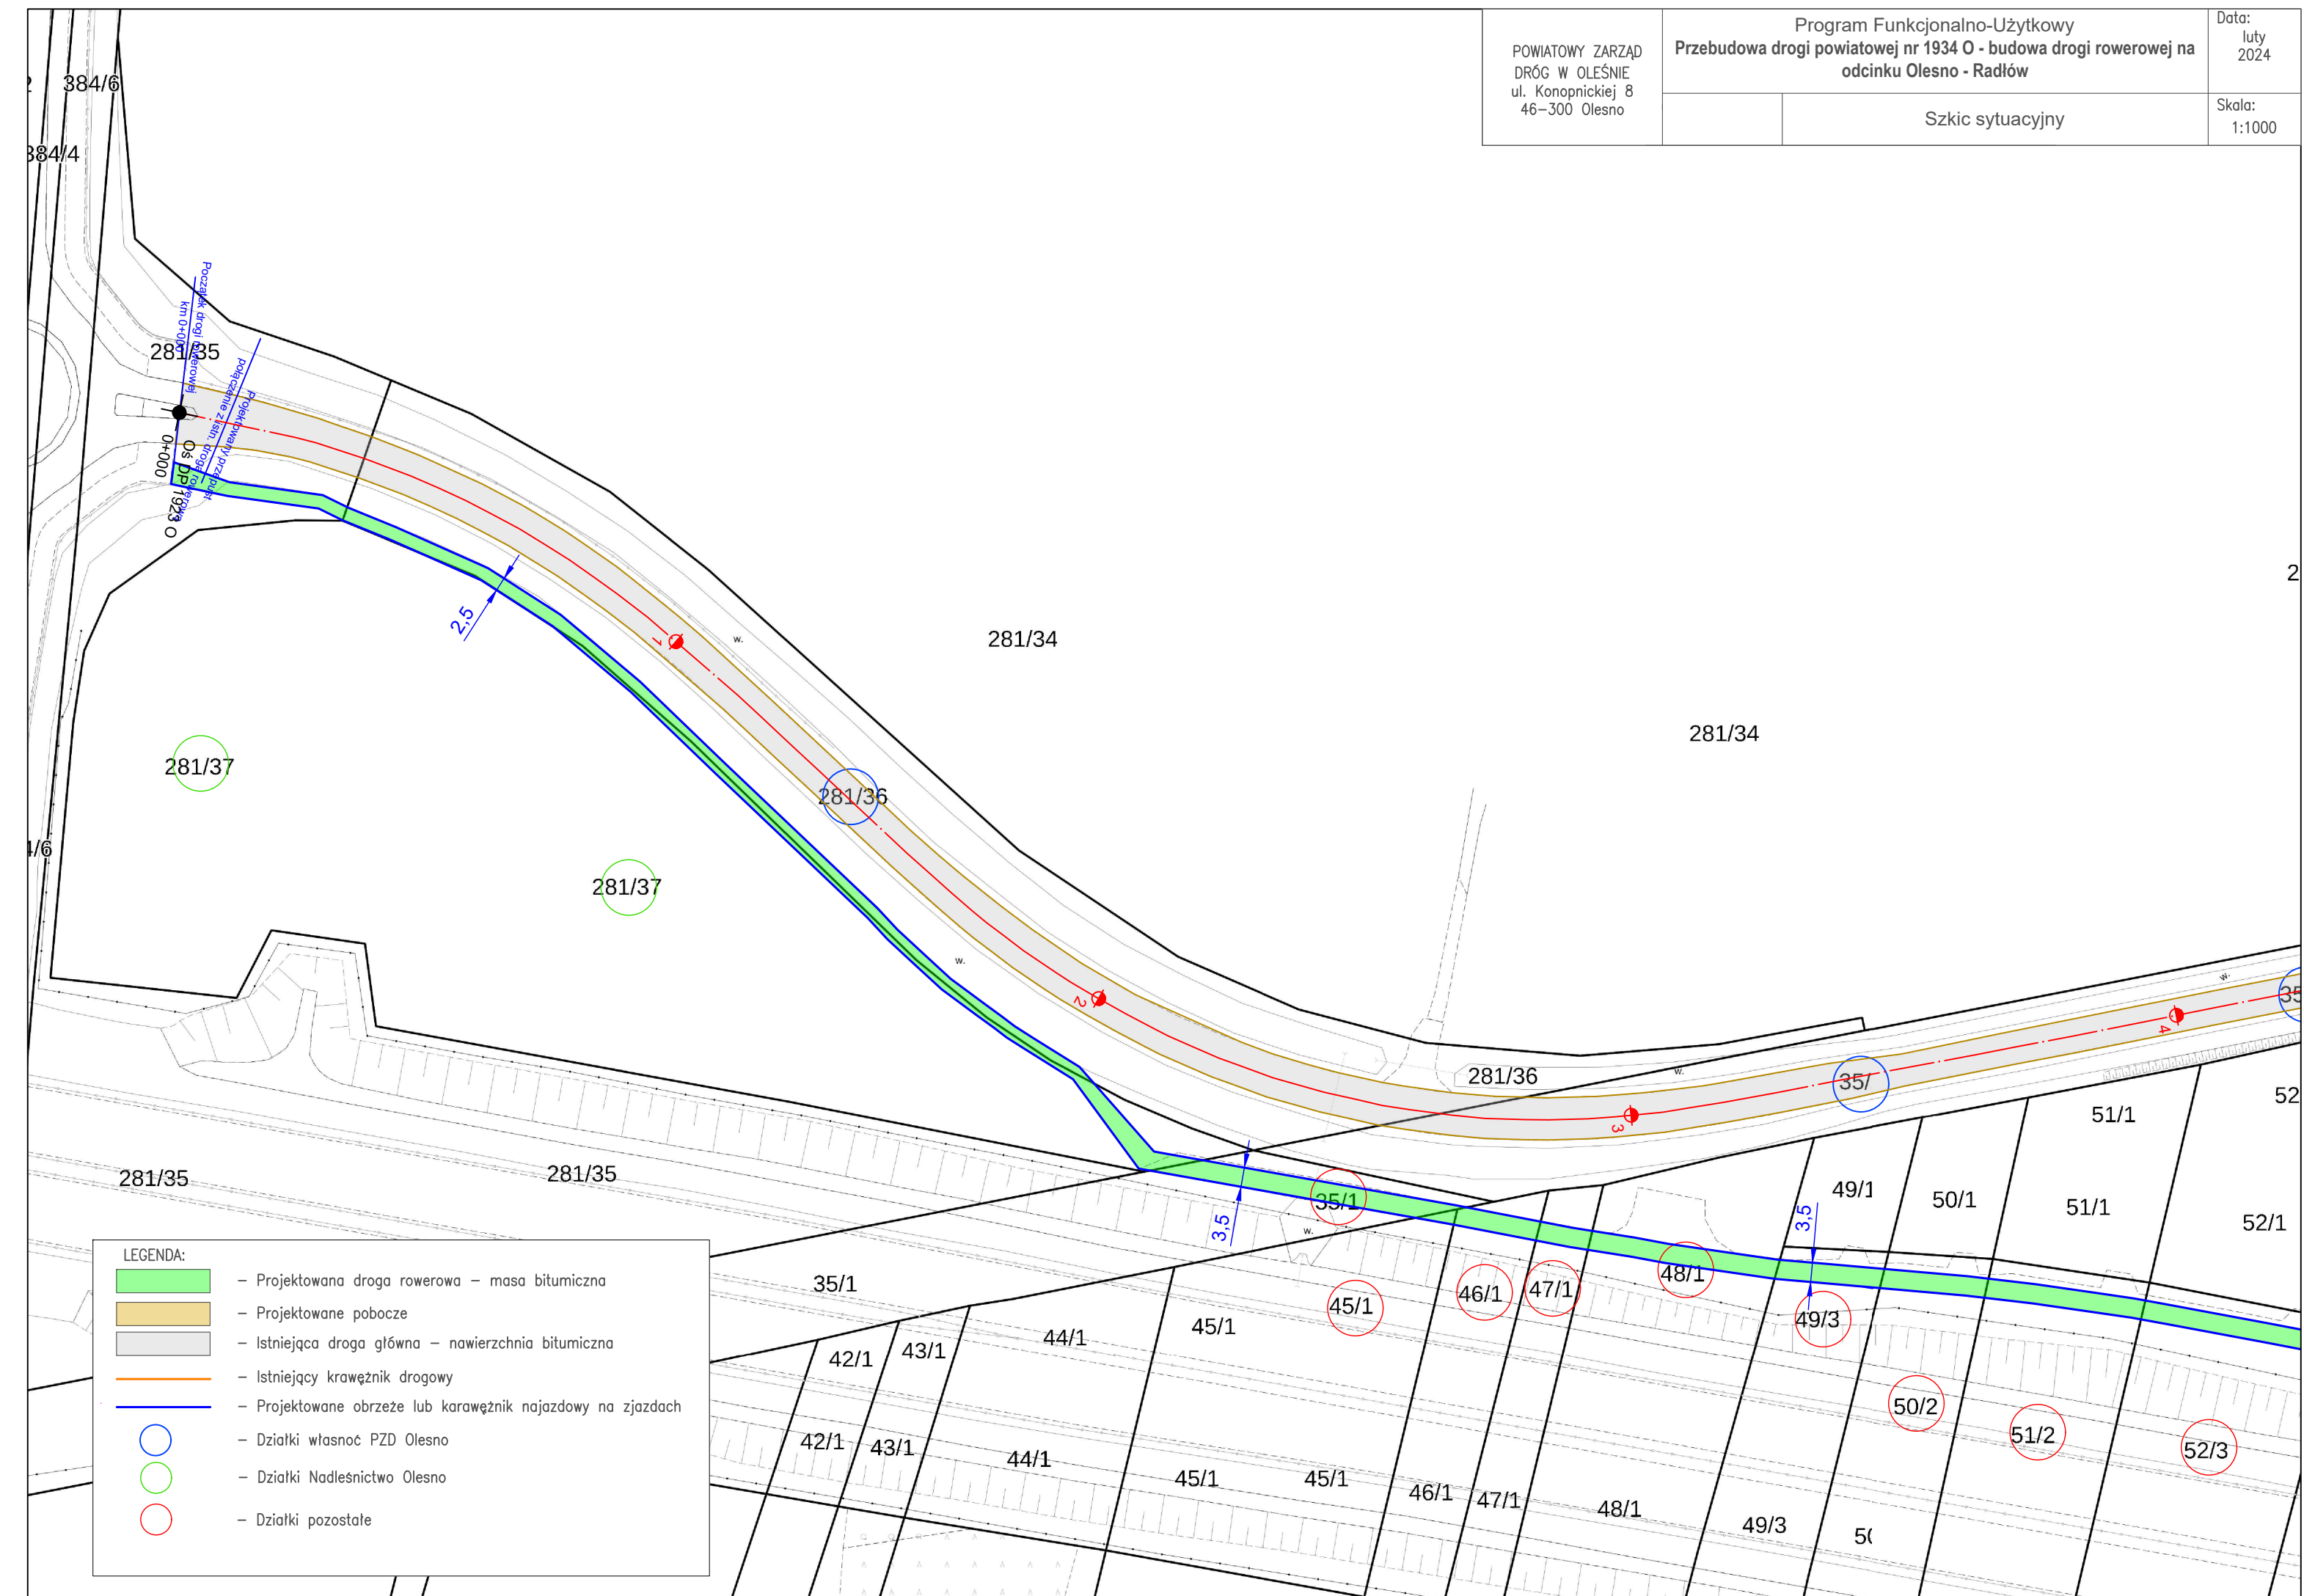 POWIATOWY ZARZĄD
DRÓG W OLEŚNIE
ul. Konopnickiej 8
46-300 Olesno
Program Funkcjonalno-Użytkowy
Przebudowa drogi powiatowej nr 1934 O - budowa drogi rowerowej na
odcinku Olesno - Radłów
Szkic sytuacyjny
Data:
luty
2024
Skala:
1:1000
384/6
384/4
281/35
Początek drogi rowerowej
km 0+000
Projektowany przepust
połączenie z istn. drogą rowerową
0+000
Oś DP 1923 O
2,5
1
w.
281/34
281/34
281/37
281/36
281/37
w.
2
281/36
w.
3
35/
w.
4
281/35
281/35
35/1
w.
3,5
3,5
35/1
45/1
45/1
46/1
47/1
48/1
49/1
49/3
50/1
51/1
51/1
52/1
50/2
51/2
52/3
42/1
43/1
44/1
42/1
43/1
44/1
45/1
45/1
46/1
47/1
48/1
49/3
LEGENDA:
– Projektowana droga rowerowa – masa bitumiczna
– Projektowane pobocze
– Istniejąca droga główna – nawierzchnia bitumiczna
– Istniejący krawężnik drogowy
– Projektowane obrzeże lub karawężnik najazdowy na zjazdach
– Działki własnoć PZD Olesno
– Działki Nadleśnictwo Olesno
– Działki pozostałe